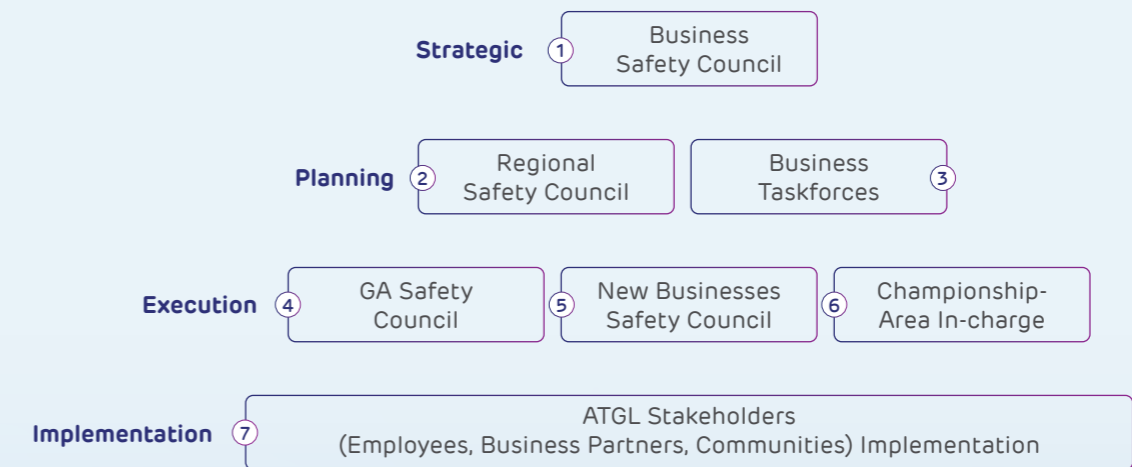 Strategic
1
Business
Safety Council
Planning
2
Regional
Safety Council
Business
Taskforces
3
Execution
4
GA Safety
Council
5
New Businesses
Safety Council
6
Championship-
Area In-charge
Implementation
7
ATGL Stakeholders
(Employees, Business Partners, Communities) Implementation